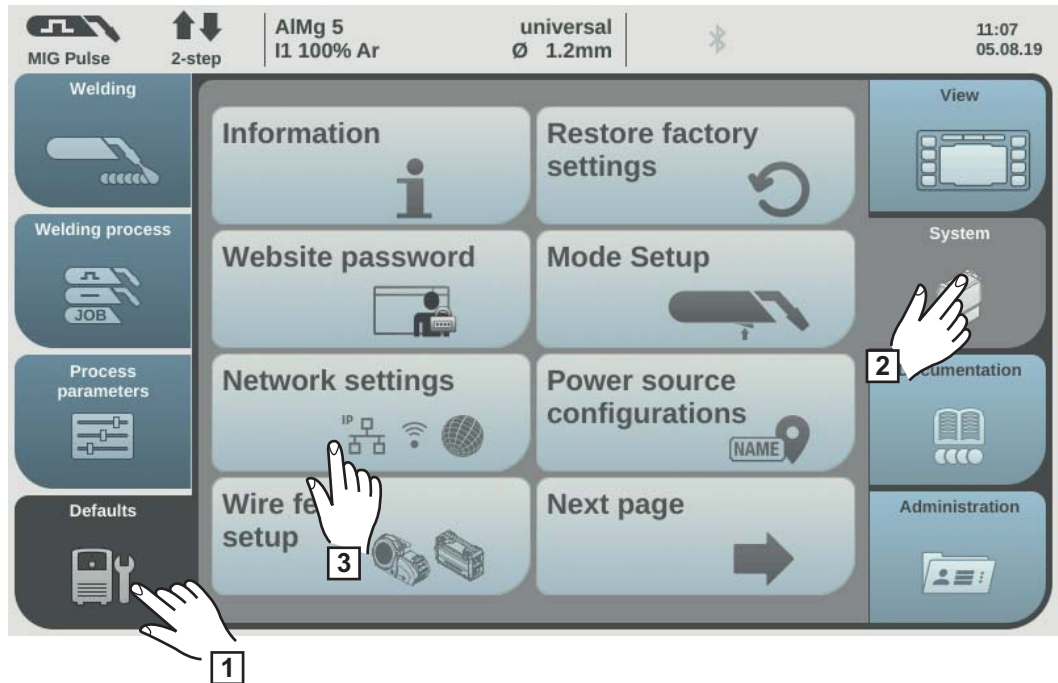 MIG Pulse
2-step
AlMg 5
I1 100% Ar
universal
Ø 1.2mm
11:07
05.08.19
Welding
Welding process
JOB
Process
parameters
Defaults
Information
Restore factory
settings
Website password
Mode Setup
Network settings
IP
Power source
configurations
NAME
Wire fe
setup
Next page
View
System
cumentation
Administration
1
2
3